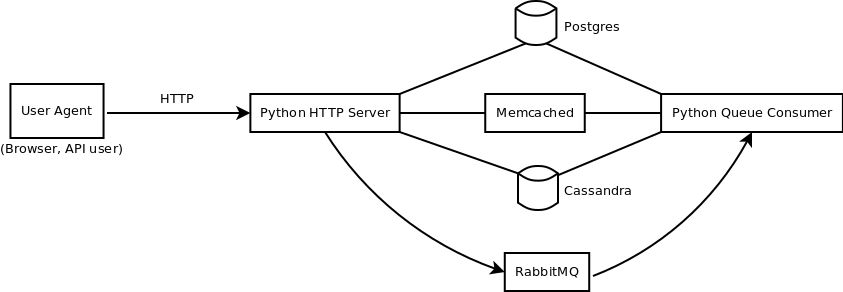 Postgres
HTTP
User Agent
Python HTTP Server
Memcached
Python Queue Consumer
(Browser, API user)
Cassandra
RabbitMQ